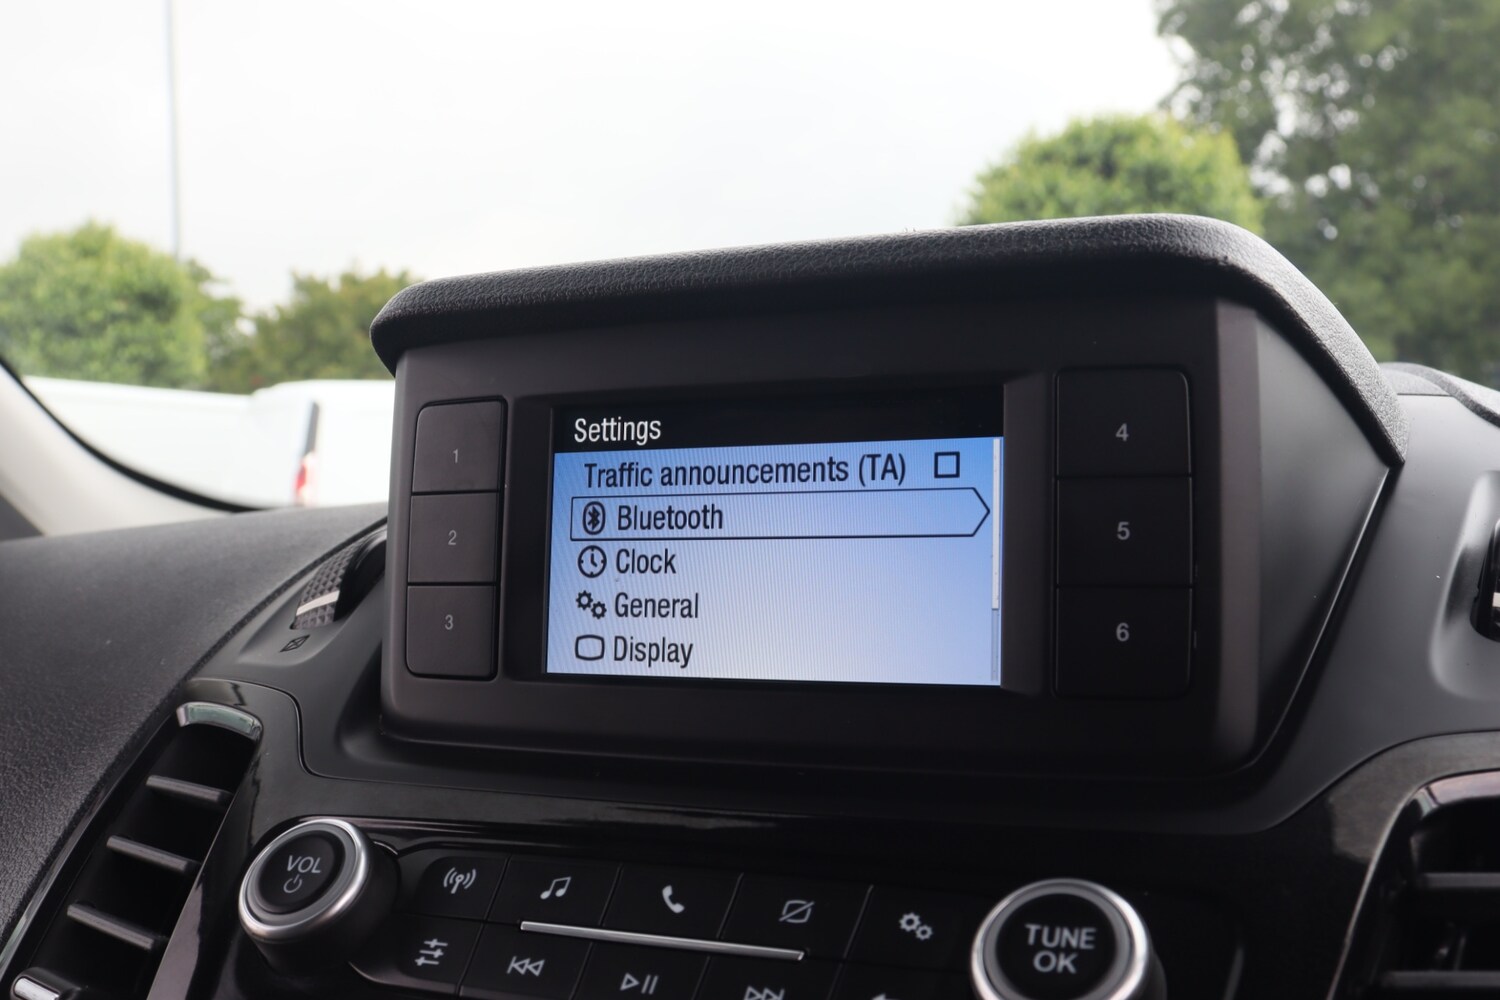 Settings
Traffic announcements (TA)
Bluetooth
Clock
General
Display
1
2
3
4
5
6
VOL
TUNE
OK